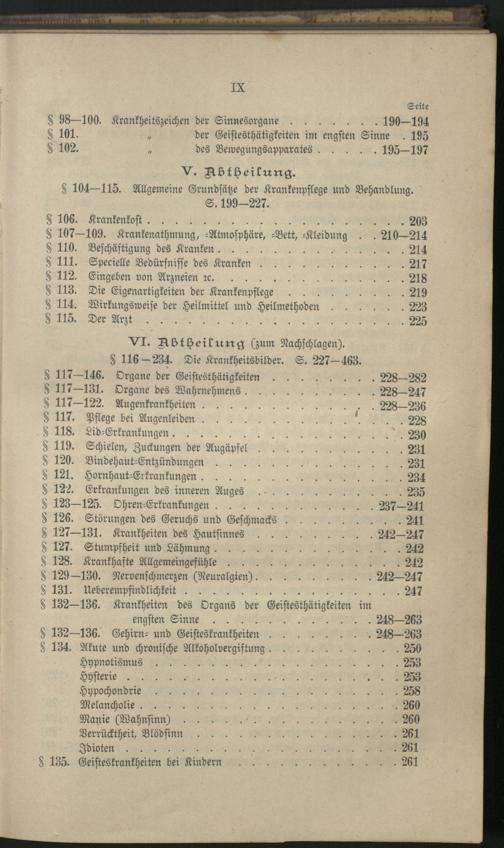 IX
Seite
§ 98—100. Krankheitszeichen der Sinnesorgane . . . . . . . 190—194
§ 101. „ der Geistesthätigkeiten im engsten Sinne . 195
§ 102. „ des Bewegungsapparates . . . . . 195—197
V. Abtheilung.
§ 104—115. Allgemeine Grundsätze der Krankenpflege und Behandlung.
S. 199—227.
§ 106. Krankenkost . . . . . . . . . . . . . . . 203
§ 107—109. Krankenathmung, =Atmosphäre, =Bett, =Kleidung . . 210—214
§ 110. Beschäftigung des Kranken . . . . . . . . . . . 214
§ 111. Specielle Bedürfnisse des Kranken . . . . . . . . . 217
§ 112. Eingeben von Arzneien ꝛc. . . . . . . . . . . . 218
§ 113. Die Eigenartigkeiten der Krankenpflege . . . . . . . . 219
§ 114. Wirkungsweise der Heilmittel und Heilmethoden . . . . . 223
§ 115. Der Arzt . . . . . . . . . . . . . . . 225
VI. Abtheilung (zum Nachschlagen).
§ 116—234. Die Krankheitsbilder. S. 227—463.
§ 117—146. Organe der Geistesthätigkeiten . . . . . . . 228—282
§ 117—131. Organe des Wahrnehmens . . . . . . . . 228—247
§ 117—122. Augenkrankheiten . . . . . . . . . . . 228—236
§ 117. Pflege bei Augenleiden . . . . . . . . . . . . 228
§ 118. Lid=Erkrankungen . . . . . . . . . . . . . . 230
§ 119. Schielen, Zuckungen der Augäpfel . . . . . . . . . 231
§ 120. Bindehaut=Entzündungen . . . . . . . . . . . . 231
§ 121. Hornhaut=Erkrankungen . . . . . . . . . . . . 234
§ 122. Erkrankungen des inneren Auges . . . . . . . . . 235
§ 123—125. Ohren=Erkrankungen . . . . . . . . . . 237—241
§ 126. Störungen des Geruchs und Geschmacks . . . . . . . 241
§ 127—131. Krankheiten des Hautsinnes . . . . . . . . 242—247
§ 127. Stumpfheit und Lähmung . . . . . . . . . . . . 242
§ 128. Krankhafte Allgemeingefühle . . . . . . . . . . . 242
§ 129—130. Nervenschmerzen (Neuralgien) . . . . . . . . 242—247
§ 131. Ueberempfindlichkeit . . . . . . . . . . . . . 247
§ 132—136. Krankheiten des Organs der Geistesthätigkeiten im
engsten Sinne . . . . . . . . . . 248—263
§ 132—136. Gehirn= und Geisteskrankheiten . . . . . . . . 248—263
§ 134. Akute und chronische Alkoholvergiftung . . . . . . . . 250
Hypnotismus . . . . . . . . . . . . . . . 253
Hysterie . . . . . . . . . . . . . . . . 253
Hypochondrie . . . . . . . . . . . . . . . 258
Melancholie . . . . . . . . . . . . . . . 260
Manie (Wahnsinn) . . . . . . . . . . . . . 260
Verrücktheit, Blödsinn . . . . . . . . . . . . 261
Idioten . . . . . . . . . . . . . . . . 261
§ 135. Geisteskrankheiten bei Kindern . . . . . . . . . . 261